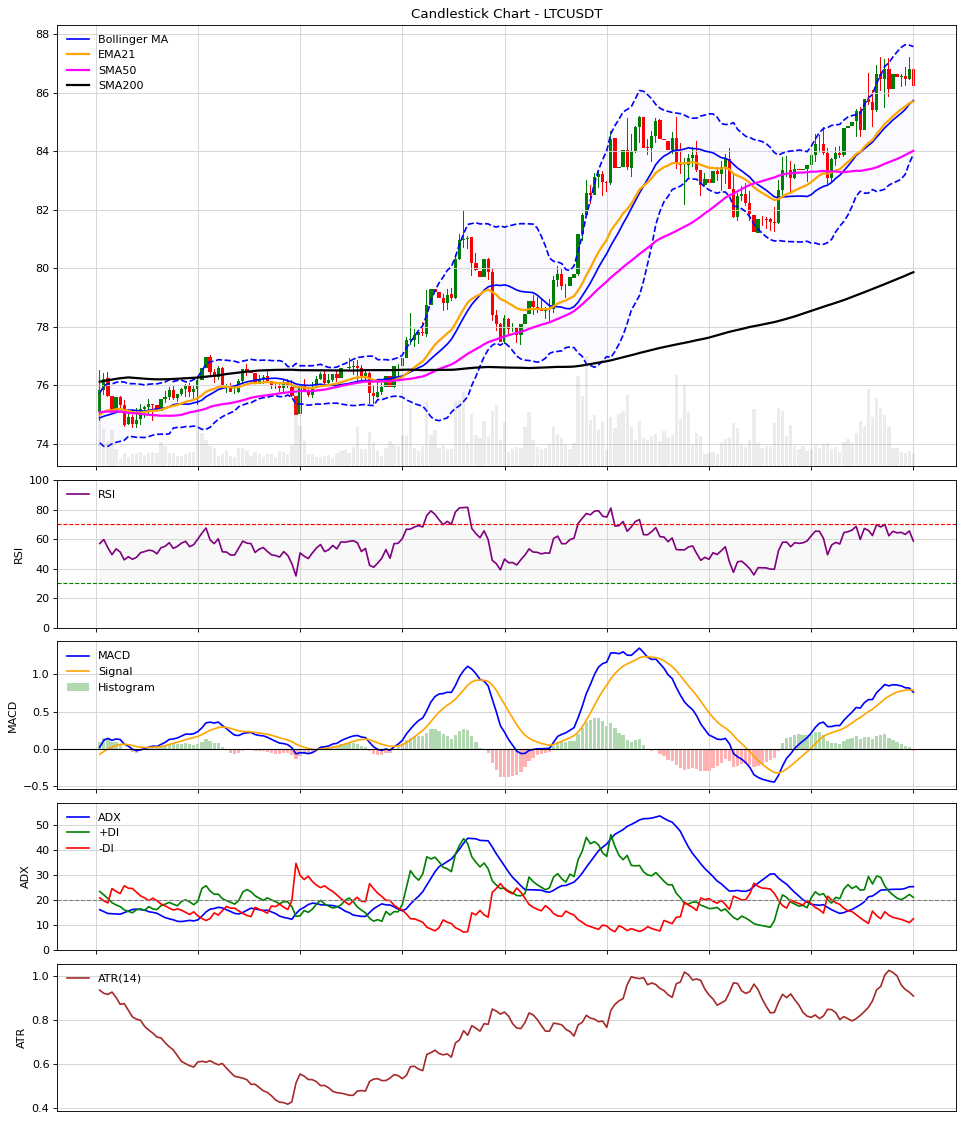 Candlestick Chart - LTCUSDT
88
86
84
82
80
78
76
74
Bollinger MA
EMA21
SMA50
SMA200
100
80
60
40
20
0
RSI
RSI
1.0
0.5
0.0
−0.5
MACD
MACD
Signal
Histogram
50
40
30
20
10
0
ADX
ADX
+DI
-DI
1.0
0.8
0.6
0.4
ATR
ATR(14)